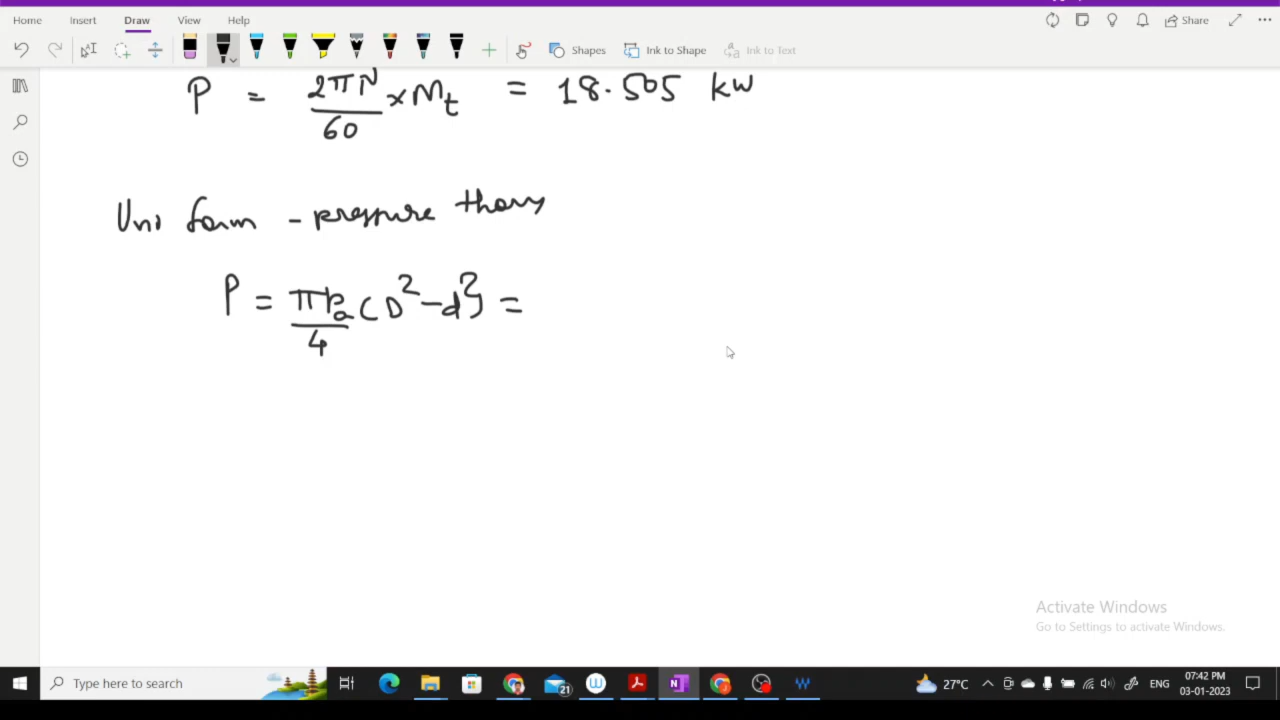 Home Insert Draw View Help Share
Shapes Ink to Shape Ink to Text
P = 2πN/60 × Mt = 18.505 kW
Uniform - pressure theory
P = πPa/4 (D² - d²) =
Activate Windows
Go to Settings to activate Windows.
Type here to search
21
27°C
ENG
07:42 PM
03-01-2023